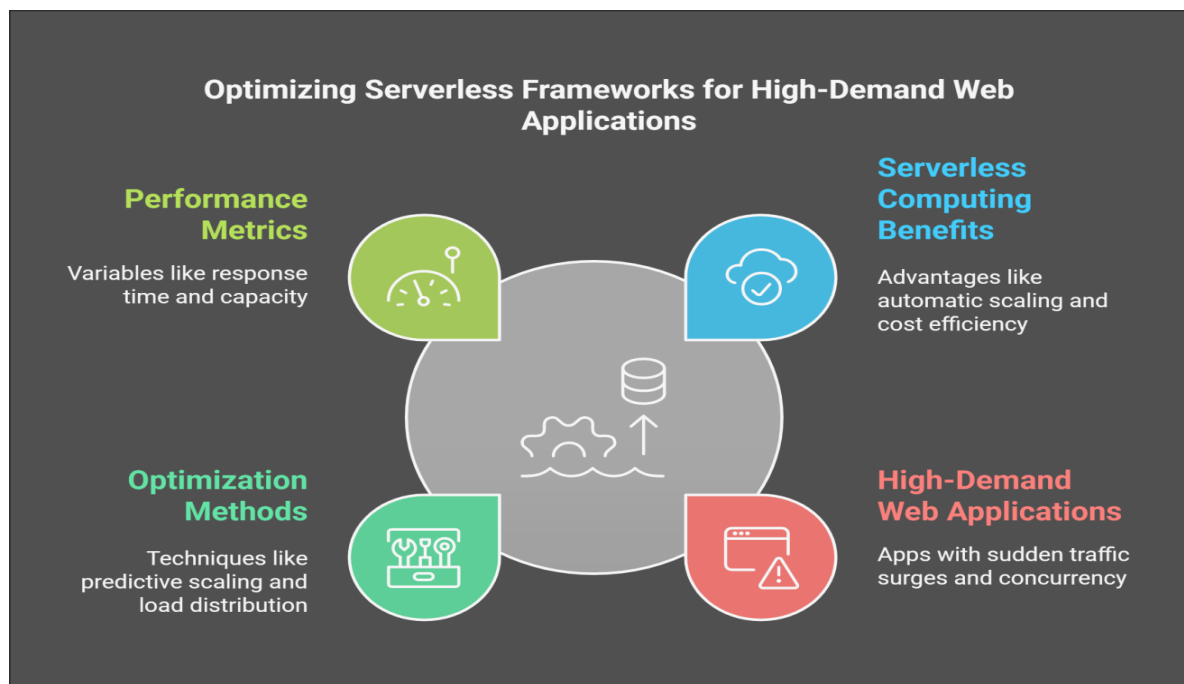 Optimizing Serverless Frameworks for High-Demand Web
Applications
Performance
Metrics
Variables like response
time and capacity
Serverless
Computing
Benefits
Advantages like
automatic scaling and
cost efficiency
Optimization
Methods
Techniques like
predictive scaling and
load distribution
High-Demand
Web Applications
Apps with sudden traffic
surges and concurrency